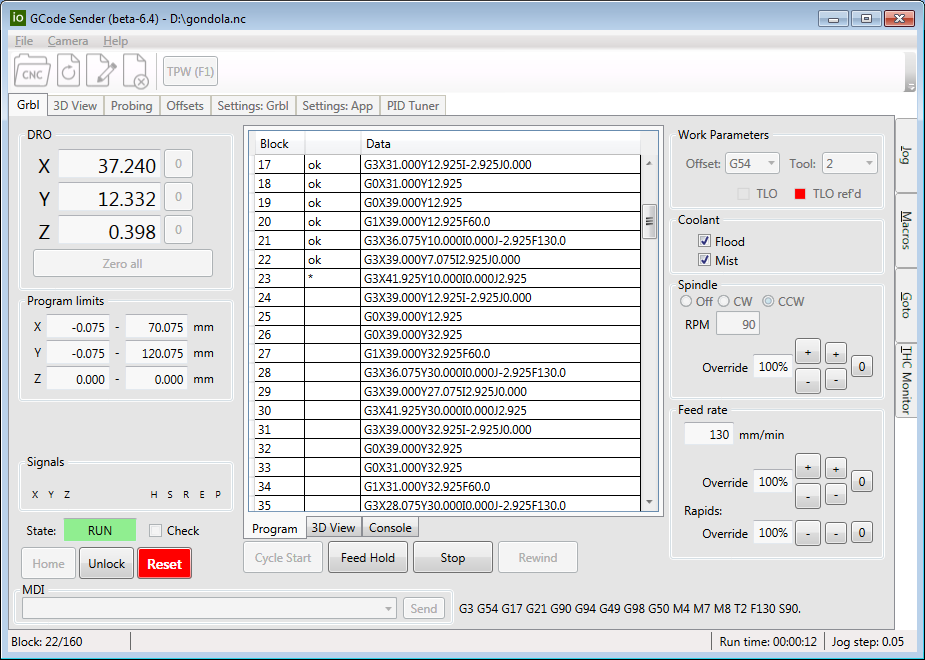 io GCode Sender (beta-6.4) - D:\gondola.nc
File Camera Help
CNC TPW (F1)
Grbl 3D View Probing Offsets Settings: Grbl Settings: App PID Tuner
DRO
X 37.240 0
Y 12.332 0
Z 0.398 0
Zero all
Program limits
X -0.075 - 70.075 mm
Y -0.075 - 120.075 mm
Z 0.000 - 0.000 mm
Signals
X Y Z H S R E P
State: RUN Check
Home Unlock Reset
Block Data
17 ok G3X31.000Y12.925I-2.925J0.000
18 ok G0X31.000Y12.925
19 ok G0X39.000Y12.925
20 ok G1X39.000Y12.925F60.0
21 ok G3X36.075Y10.000I0.000J-2.925F130.0
22 ok G3X39.000Y7.075I2.925J0.000
23 * G3X41.925Y10.000I0.000J2.925
24 G3X39.000Y12.925I-2.925J0.000
25 G0X39.000Y12.925
26 G0X39.000Y32.925
27 G1X39.000Y32.925F60.0
28 G3X36.075Y30.000I0.000J-2.925F130.0
29 G3X39.000Y27.075I2.925J0.000
30 G3X41.925Y30.000I0.000J2.925
31 G3X39.000Y32.925I-2.925J0.000
32 G0X39.000Y32.925
33 G0X31.000Y32.925
34 G1X31.000Y32.925F60.0
35 G3X28.075Y30.000I0.000J-2.925F130.0
Program 3D View Console
Cycle Start Feed Hold Stop Rewind
Work Parameters
Offset: G54 Tool: 2
TLO TLO ref'd
Coolant
Flood
Mist
Spindle
Off CW CCW
RPM 90
Override 100% + + 0
- -
Feed rate
130 mm/min
Override 100% + + 0
- -
Rapids:
Override 100% - - 0
Jog
Macros
Goto
THC Monitor
MDI
Send G3 G54 G17 G21 G90 G94 G49 G98 G50 M4 M7 M8 T2 F130 S90.
Block: 22/160 Run time: 00:00:12 Jog step: 0.05